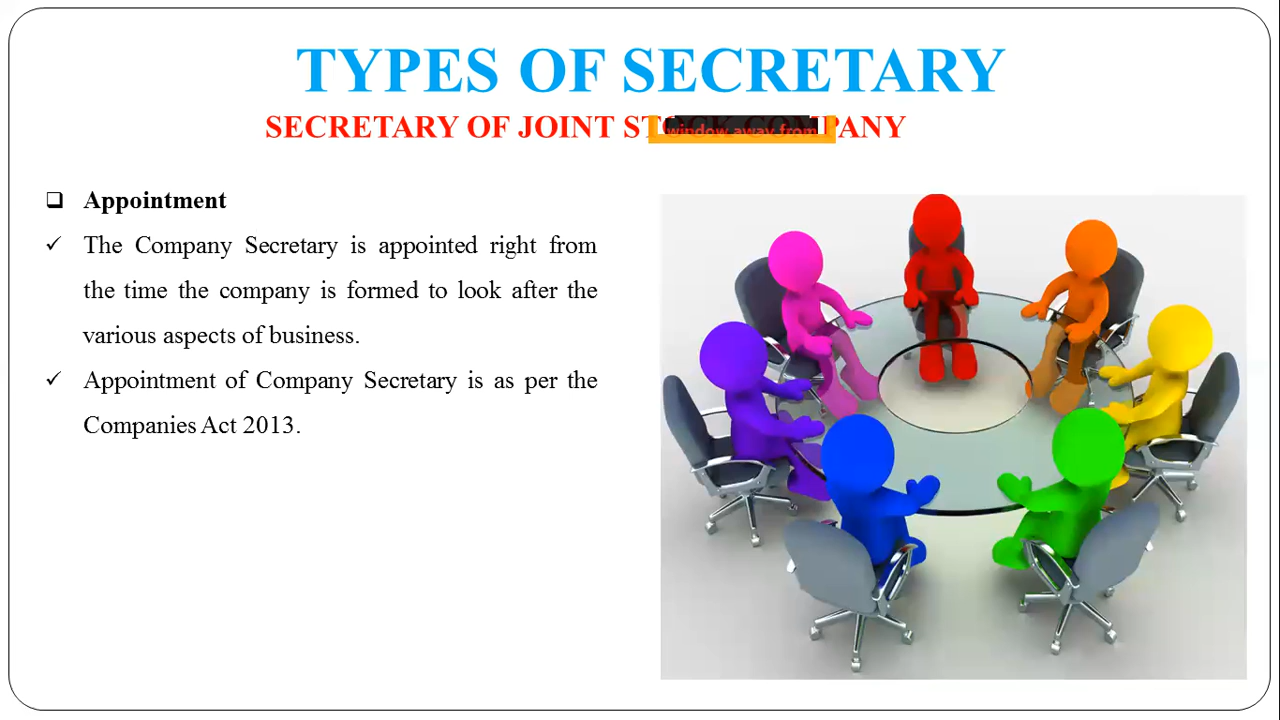 TYPES OF SECRETARY
SECRETARY OF JOINT STOCK COMPANY
window away from
❑ Appointment
✓ The Company Secretary is appointed right from
the time the company is formed to look after the
various aspects of business.
✓ Appointment of Company Secretary is as per the
Companies Act 2013.